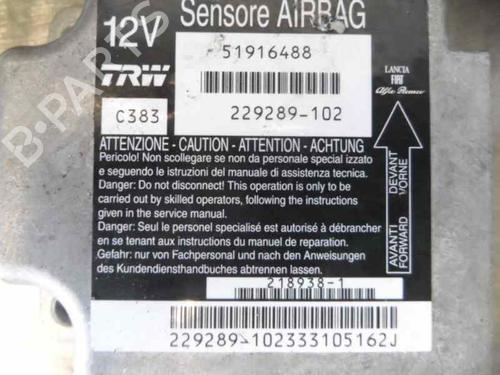 Sensore AIRBAG
12V
51916488
TRW
LANCIA
FIAT
Alfa Romeo
C383
229289-102
ATTENZIONE - CAUTION - ATTENTION - ACHTUNG
Pericolo! Non scollegare se non da personale special izzato
e seguendo le istruzioni del manuale di assistenza tecnica.
Danger: Do not disconnect! This operation is only to be
carried out by skilled operators, following the instructions
given in the service manual.
Danger: Seul le personel spécialisé est autorisé à débrancher
en se tenant aux instructions du manuel de reparation.
Gefahr: nur von Fachpersonal und nach den Anweisungen
des Kundendiensthandbuches abtrennen lassen.
AVANTI DEVANT
FORWARD VORNE
218938-1
229289-102333105162J
B-PARTS